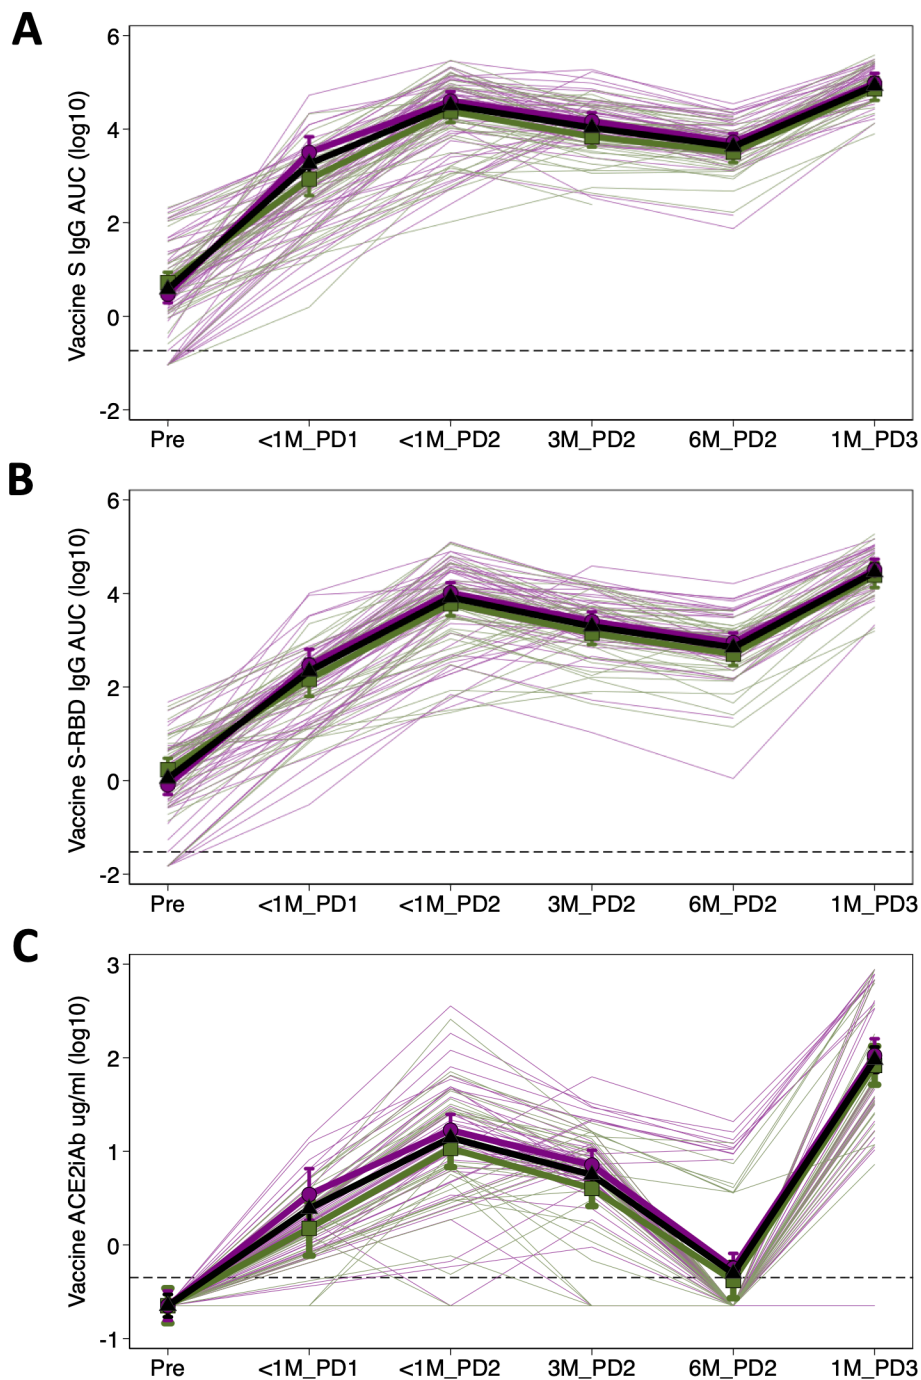 A
Vaccine S IgG AUC (log10)
6
4
2
0
-2
Pre <1M_PD1 <1M_PD2 3M_PD2 6M_PD2 1M_PD3
B
Vaccine S-RBD IgG AUC (log10)
6
4
2
0
-2
Pre <1M_PD1 <1M_PD2 3M_PD2 6M_PD2 1M_PD3
C
Vaccine ACE2iAb ug/ml (log10)
3
2
1
0
-1
Pre <1M_PD1 <1M_PD2 3M_PD2 6M_PD2 1M_PD3